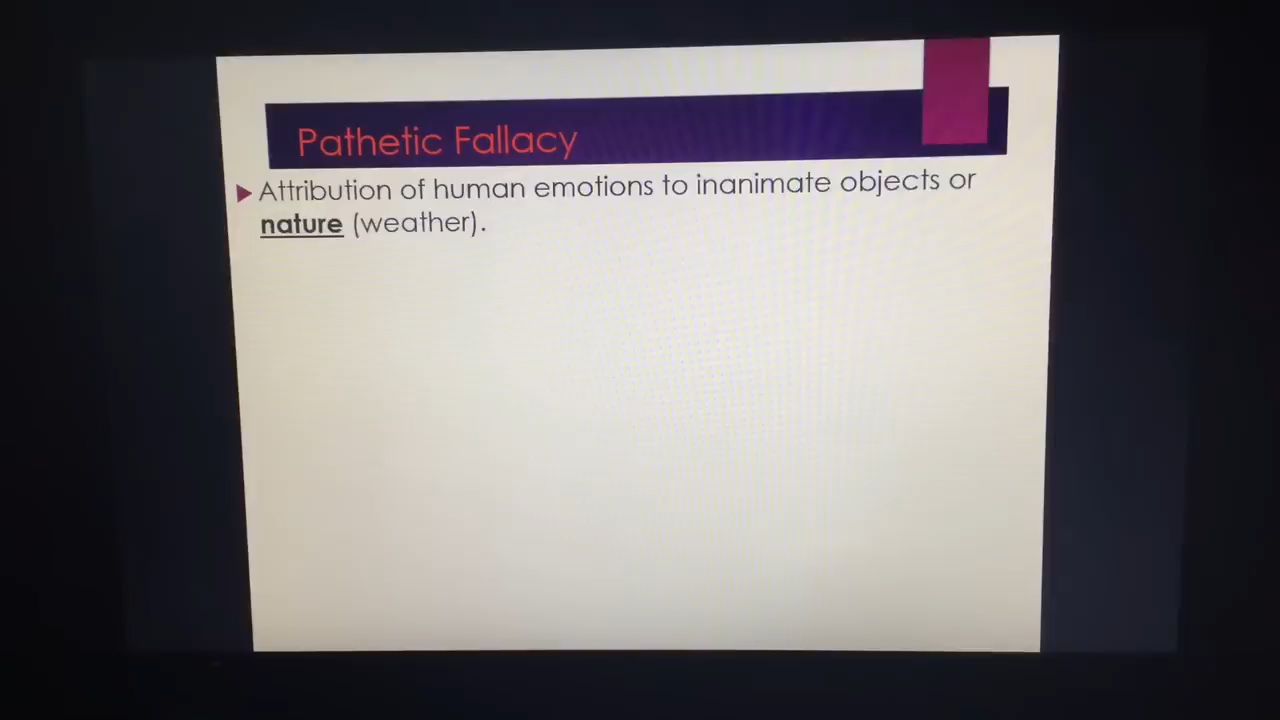 Pathetic Fallacy
Attribution of human emotions to inanimate objects or
nature (weather).